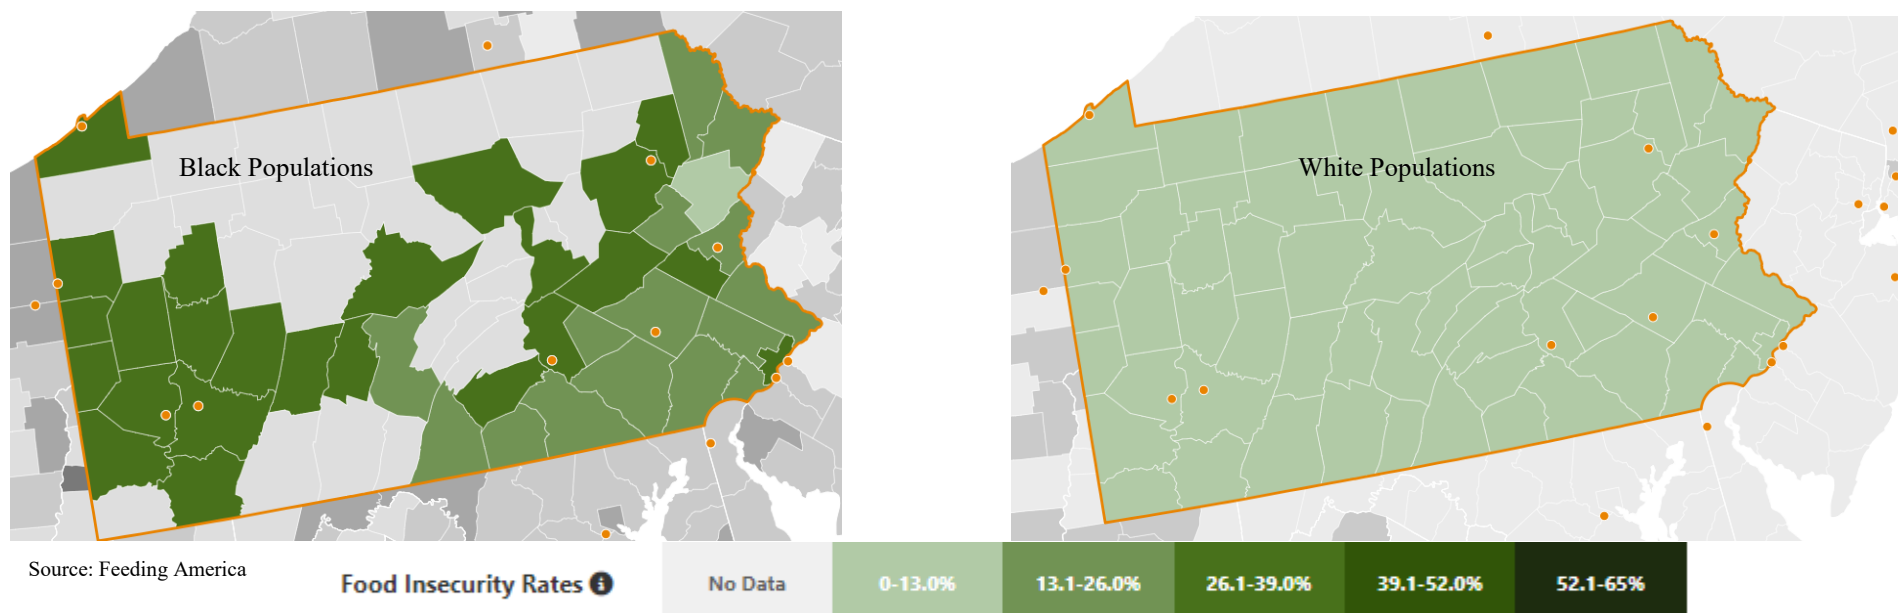 Black Populations
White Populations
Source: Feeding America
Food Insecurity Rates
No Data
0-13.0%
13.1-26.0%
26.1-39.0%
39.1-52.0%
52.1-65%